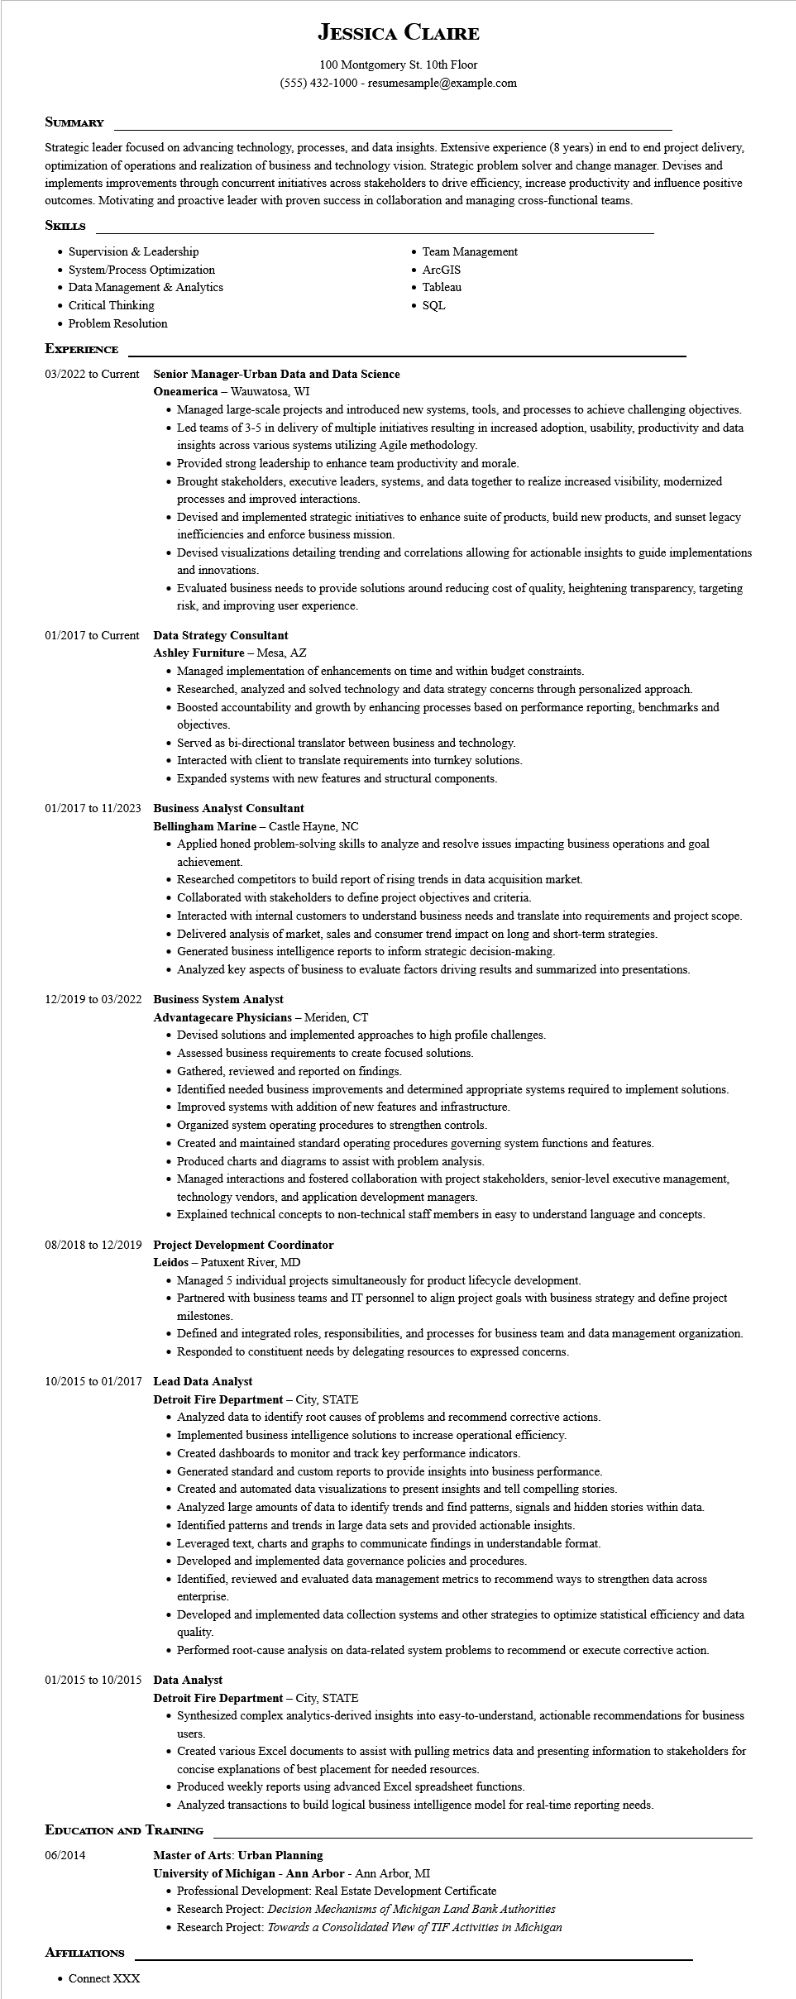 Jessica Claire
100 Montgomery St. 10th Floor
(555) 432-1000 - resumesample@example.com
Summary
Strategic leader focused on advancing technology, processes, and data insights. Extensive experience (8 years) in end to end project delivery,
optimization of operations and realization of business and technology vision. Strategic problem solver and change manager. Devises and
implements improvements through concurrent initiatives across stakeholders to drive efficiency, increase productivity and influence positive
outcomes. Motivating and proactive leader with proven success in collaboration and managing cross-functional teams.
Skills
• Supervision & Leadership
• System/Process Optimization
• Data Management & Analytics
• Critical Thinking
• Problem Resolution
• Team Management
• ArcGIS
• Tableau
• SQL
Experience
03/2022 to Current Senior Manager-Urban Data and Data Science
Oneamerica – Wauwatosa, WI
• Managed large-scale projects and introduced new systems, tools, and processes to achieve challenging objectives.
• Led teams of 3-5 in delivery of multiple initiatives resulting in increased adoption, usability, productivity and data
insights across various systems utilizing Agile methodology.
• Provided strong leadership to enhance team productivity and morale.
• Brought stakeholders, executive leaders, systems, and data together to realize increased visibility, modernized
processes and improved interactions.
• Devised and implemented strategic initiatives to enhance suite of products, build new products, and sunset legacy
inefficiencies and enforce business mission.
• Devised visualizations detailing trending and correlations allowing for actionable insights to guide implementations
and innovations.
• Evaluated business needs to provide solutions around reducing cost of quality, heightening transparency, targeting
risk, and improving user experience.
01/2017 to Current Data Strategy Consultant
Ashley Furniture – Mesa, AZ
• Managed implementation of enhancements on time and within budget constraints.
• Researched, analyzed and solved technology and data strategy concerns through personalized approach.
• Boosted accountability and growth by enhancing processes based on performance reporting, benchmarks and
objectives.
• Served as bi-directional translator between business and technology.
• Interacted with client to translate requirements into turnkey solutions.
• Expanded systems with new features and structural components.
01/2017 to 11/2023 Business Analyst Consultant
Bellingham Marine – Castle Hayne, NC
• Applied honed problem-solving skills to analyze and resolve issues impacting business operations and goal
achievement.
• Researched competitors to build report of rising trends in data acquisition market.
• Collaborated with stakeholders to define project objectives and criteria.
• Interacted with internal customers to understand business needs and translate into requirements and project scope.
• Delivered analysis of market, sales and consumer trend impact on long and short-term strategies.
• Generated business intelligence reports to inform strategic decision-making.
• Analyzed key aspects of business to evaluate factors driving results and summarized into presentations.
12/2019 to 03/2022 Business System Analyst
Advantagecare Physicians – Meriden, CT
• Devised solutions and implemented approaches to high profile challenges.
• Assessed business requirements to create focused solutions.
• Gathered, reviewed and reported on findings.
• Identified needed business improvements and determined appropriate systems required to implement solutions.
• Improved systems with addition of new features and infrastructure.
• Organized system operating procedures to strengthen controls.
• Created and maintained standard operating procedures governing system functions and features.
• Produced charts and diagrams to assist with problem analysis.
• Managed interactions and fostered collaboration with project stakeholders, senior-level executive management,
technology vendors, and application development managers.
• Explained technical concepts to non-technical staff members in easy to understand language and concepts.
08/2018 to 12/2019 Project Development Coordinator
Leidos – Patuxent River, MD
• Managed 5 individual projects simultaneously for product lifecycle development.
• Partnered with business teams and IT personnel to align project goals with business strategy and define project
milestones.
• Defined and integrated roles, responsibilities, and processes for business team and data management organization.
• Responded to constituent needs by delegating resources to expressed concerns.
10/2015 to 01/2017 Lead Data Analyst
Detroit Fire Department – City, STATE
• Analyzed data to identify root causes of problems and recommend corrective actions.
• Implemented business intelligence solutions to increase operational efficiency.
• Created dashboards to monitor and track key performance indicators.
• Generated standard and custom reports to provide insights into business performance.
• Created and automated data visualizations to present insights and tell compelling stories.
• Analyzed large amounts of data to identify trends and find patterns, signals and hidden stories within data.
• Identified patterns and trends in large data sets and provided actionable insights.
• Leveraged text, charts and graphs to communicate findings in understandable format.
• Developed and implemented data governance policies and procedures.
• Identified, reviewed and evaluated data management metrics to recommend ways to strengthen data across
enterprise.
• Developed and implemented data collection systems and other strategies to optimize statistical efficiency and data
quality.
• Performed root-cause analysis on data-related system problems to recommend or execute corrective action.
01/2015 to 10/2015 Data Analyst
Detroit Fire Department – City, STATE
• Synthesized complex analytics-derived insights into easy-to-understand, actionable recommendations for business
users.
• Created various Excel documents to assist with pulling metrics data and presenting information to stakeholders for
concise explanations of best placement for needed resources.
• Produced weekly reports using advanced Excel spreadsheet functions.
• Analyzed transactions to build logical business intelligence model for real-time reporting needs.
Education and Training
06/2014 Master of Arts: Urban Planning
University of Michigan - Ann Arbor - Ann Arbor, MI
• Professional Development: Real Estate Development Certificate
• Research Project: Decision Mechanisms of Michigan Land Bank Authorities
• Research Project: Towards a Consolidated View of TIF Activities in Michigan
Affiliations
• Connect XXX